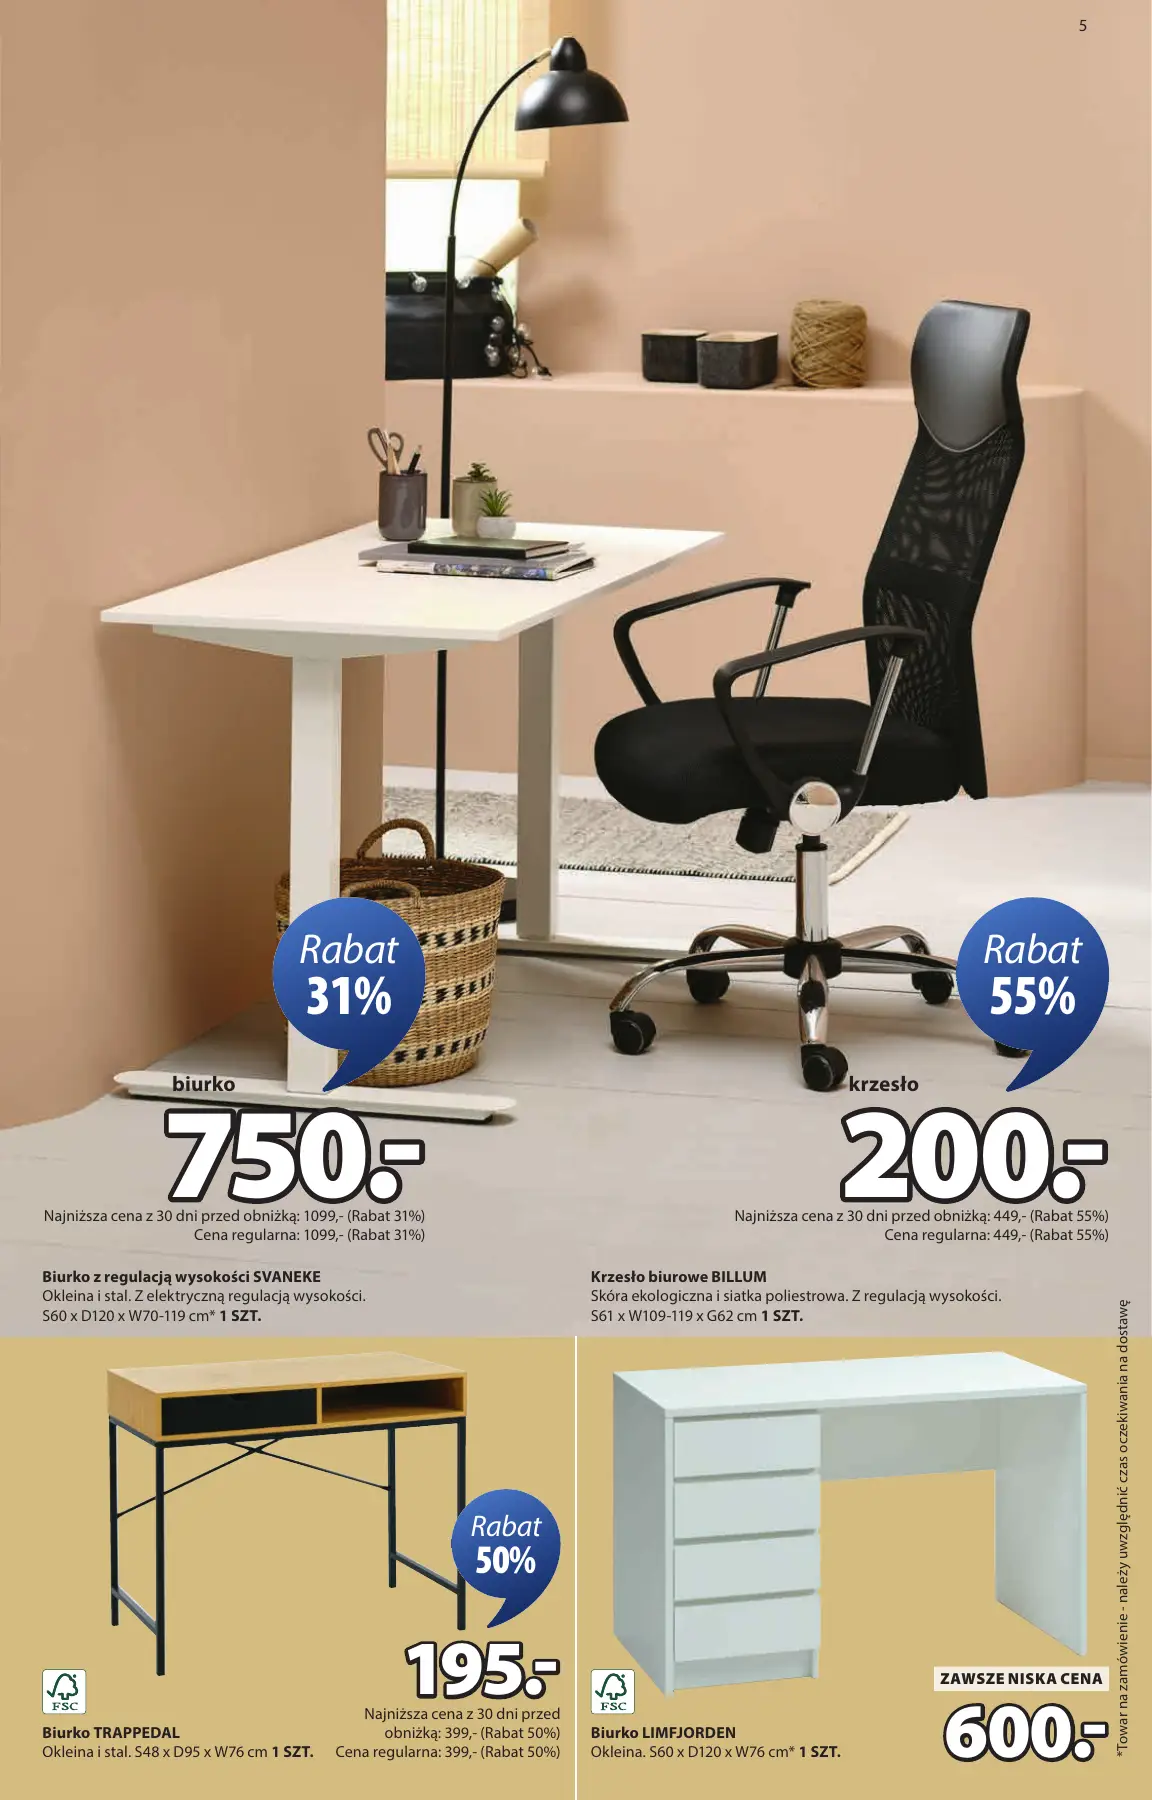 5
Rabat
31%
Rabat
55%
biurko
750.-
Najniższa cena z 30 dni przed obniżką: 1099,- (Rabat 31%)
Cena regularna: 1099,- (Rabat 31%)
krzesło
200.-
Najniższa cena z 30 dni przed obniżką: 449,- (Rabat 55%)
Cena regularna: 449,- (Rabat 55%)
Biurko z regulacją wysokości SVANEKE
Okleina i stal. Z elektryczną regulacją wysokości.
S60 x D120 x W70-119 cm* 1 SZT.
Krzesło biurowe BILLUM
Skóra ekologiczna i siatka poliestrowa. Z regulacją wysokości.
S61 x W109-119 x G62 cm 1 SZT.
Rabat
50%
195.-
Najniższa cena z 30 dni przed
obniżką: 399,- (Rabat 50%)
Cena regularna: 399,- (Rabat 50%)
FSC
Biurko TRAPPEDAL
Okleina i stal. S48 x D95 x W76 cm 1 SZT.
FSC
Biurko LIMFJORDEN
Okleina. S60 x D120 x W76 cm* 1 SZT.
ZAWSZE NISKA CENA
600.-
*Towar na zamówienie - należy uwzględnić czas oczekiwania na dostawę